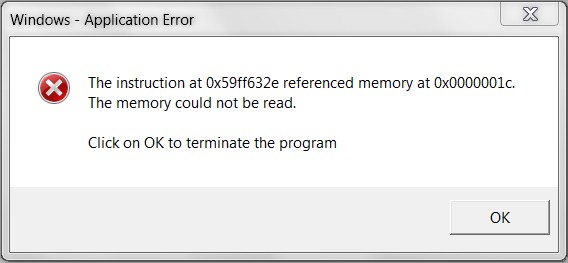 Windows - Application Error
The instruction at 0x59ff632e referenced memory at 0x0000001c.
The memory could not be read.
Click on OK to terminate the program
OK